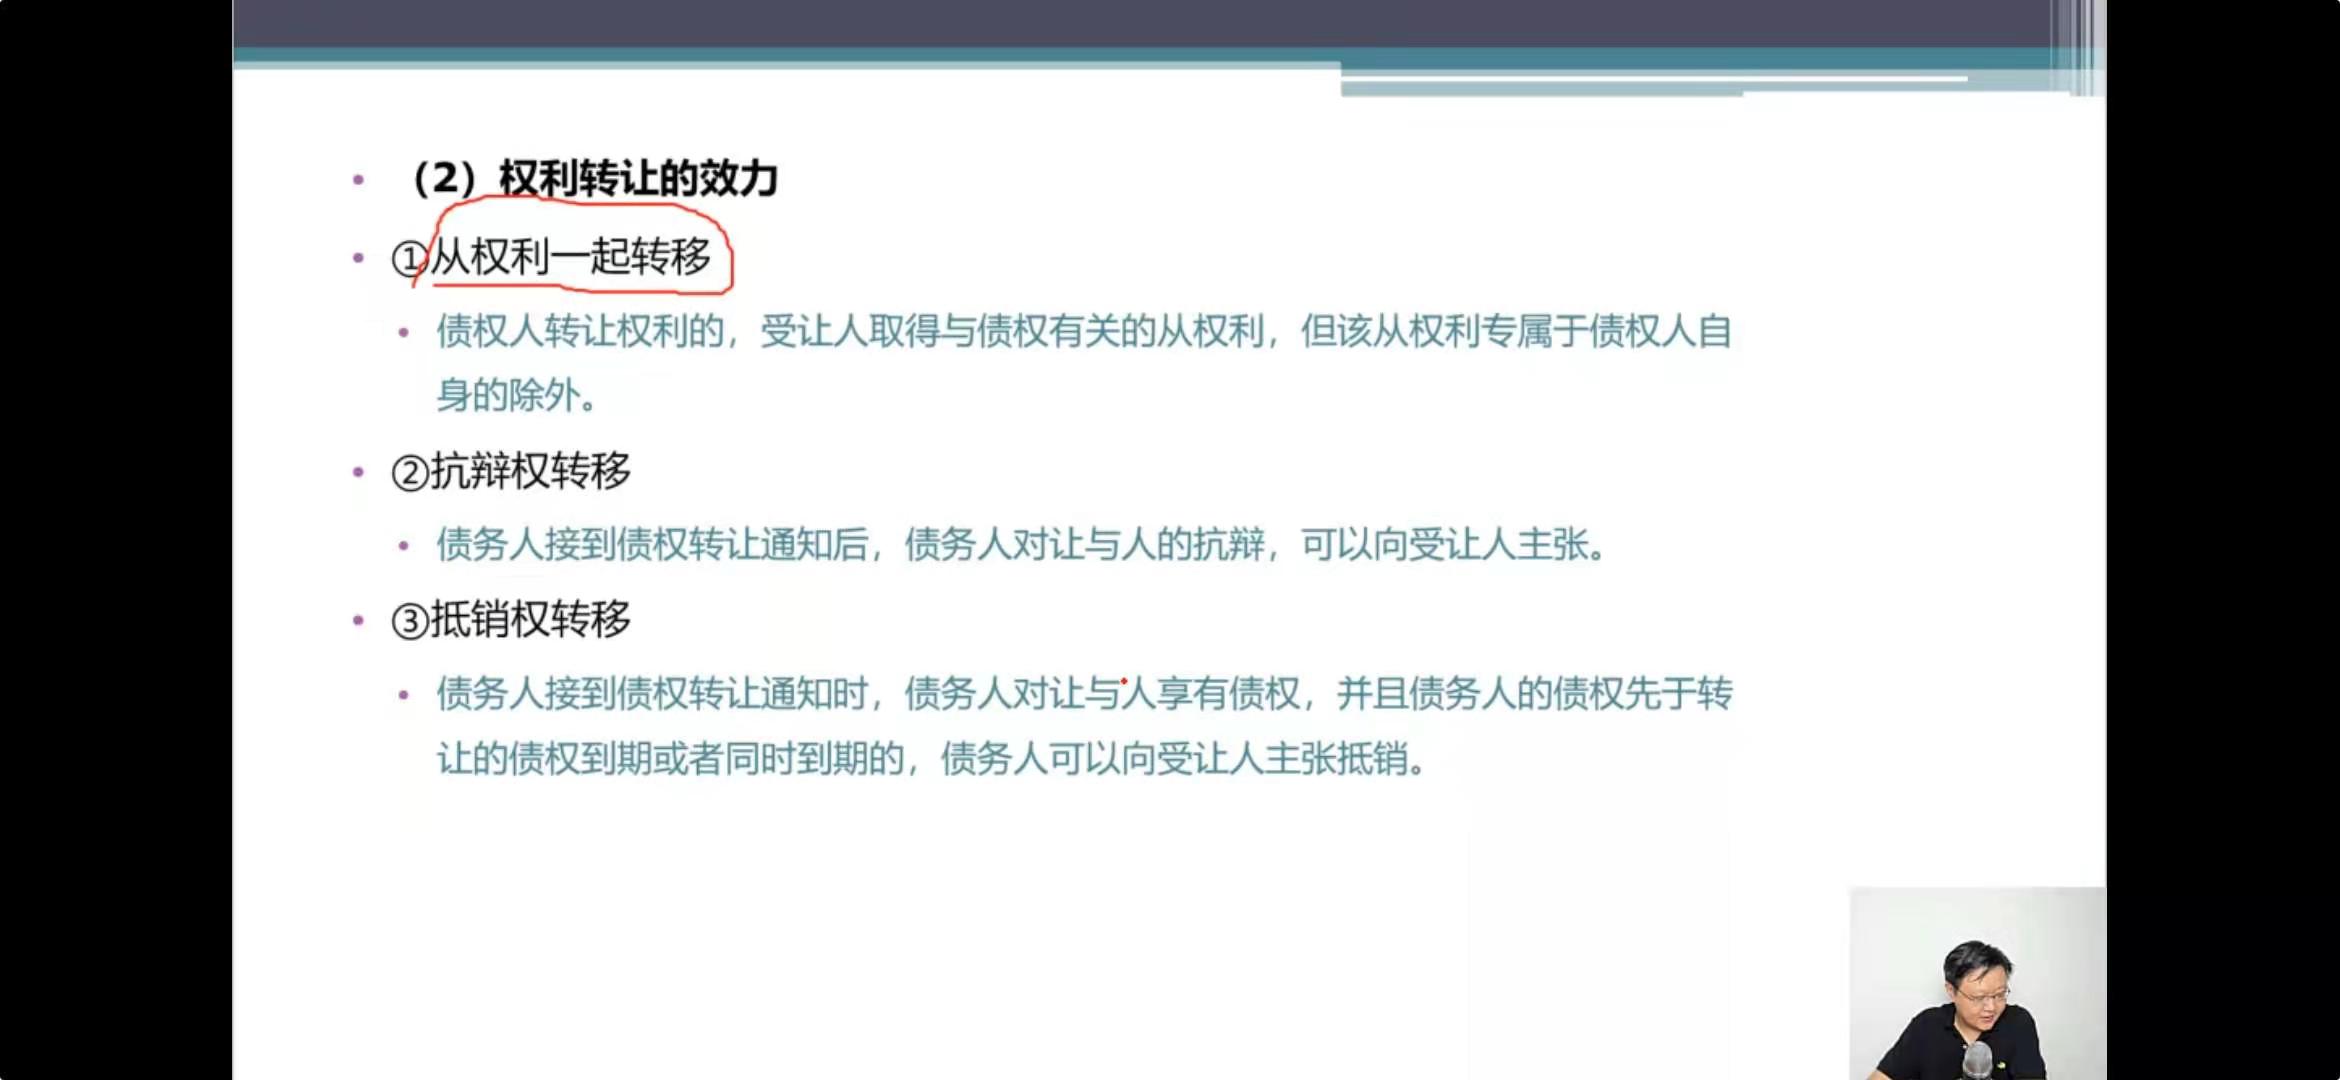 （2）权利转让的效力
①从权利一起转移
债权人转让权利的，受让人取得与债权有关的从权利，但该从权利专属于债权人自
身的除外。
②抗辩权转移
债务人接到债权转让通知后，债务人对让与人的抗辩，可以向受让人主张。
③抵销权转移
债务人接到债权转让通知时，债务人对让与人享有债权，并且债务人的债权先于转
让的债权到期或者同时到期的，债务人可以向受让人主张抵销。